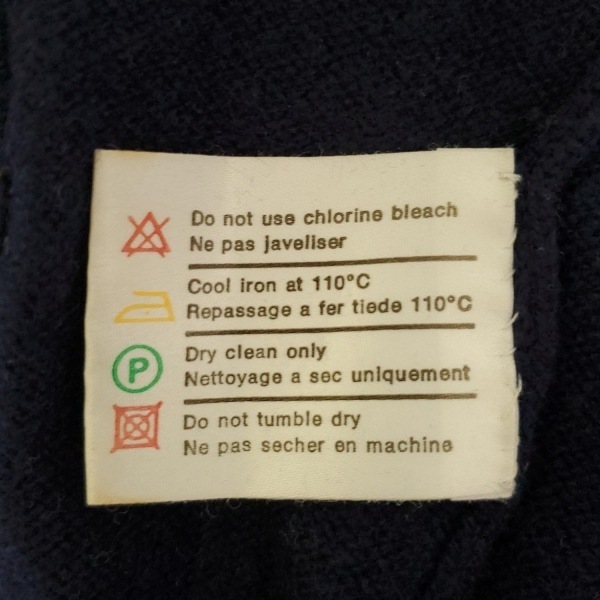 Do not use chlorine bleach
Ne pas javeliser
Cool iron at 110°C
Repassage a fer tiede 110°C
P
Dry clean only
Nettoyage a sec uniquement
Do not tumble dry
Ne pas secher en machine